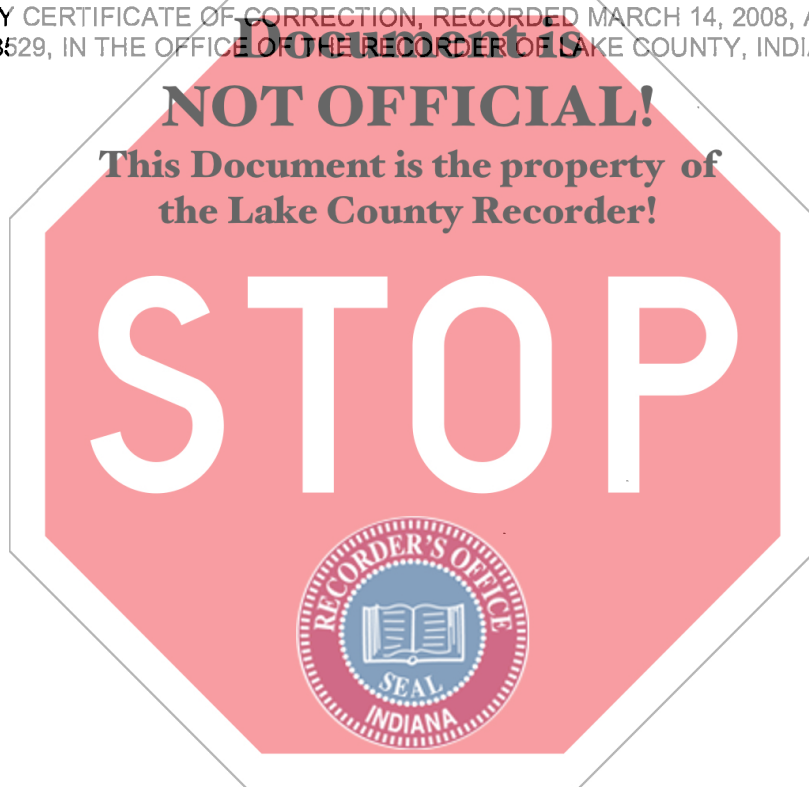 Y CERTIFICATE OF CORRECTION, RECORDED MARCH 14, 2008,
529, IN THE OFFICE OF THE RECORDER OF LAKE COUNTY,
Document is
NOT OFFICIAL!
This Document is the property of
the Lake County Recorder!
STOP
RECORDER'S OFFICE
SEAL
INDIANA